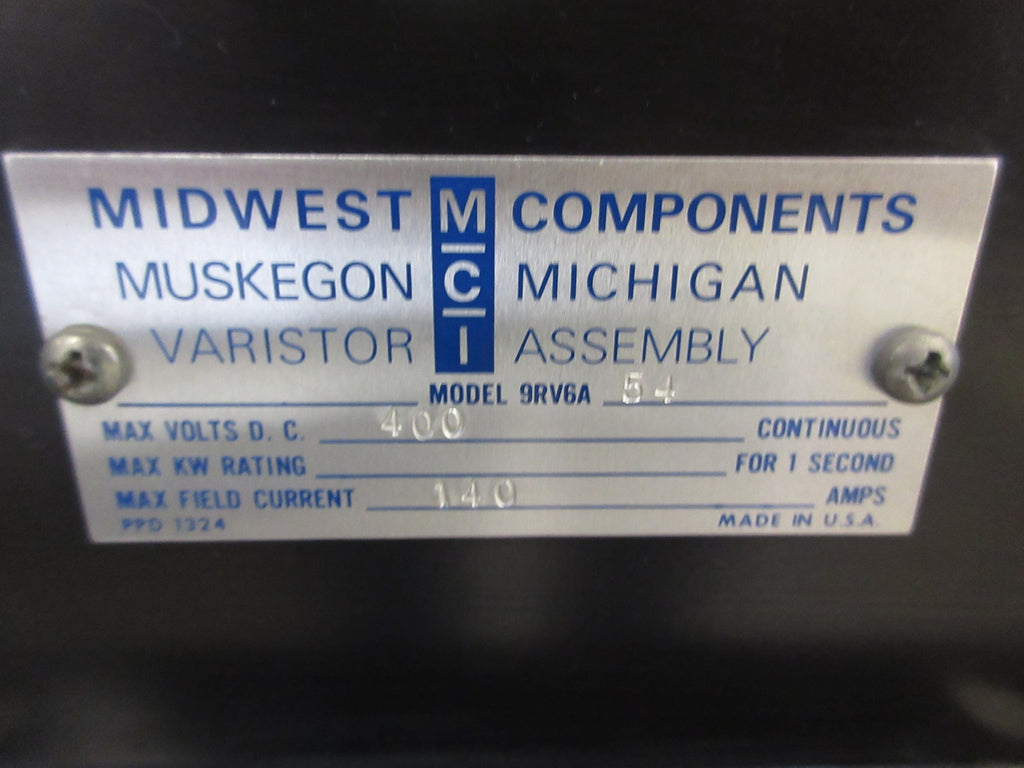 MIDWEST MCI COMPONENTS
MUSKEGON MICHIGAN
VARISTOR ASSEMBLY
MODEL 9RV6A 54
MAX VOLTS D. C. 400 CONTINUOUS
MAX KW RATING FOR 1 SECOND
MAX FIELD CURRENT 140 AMPS
PPD 1324 MADE IN U.S.A.